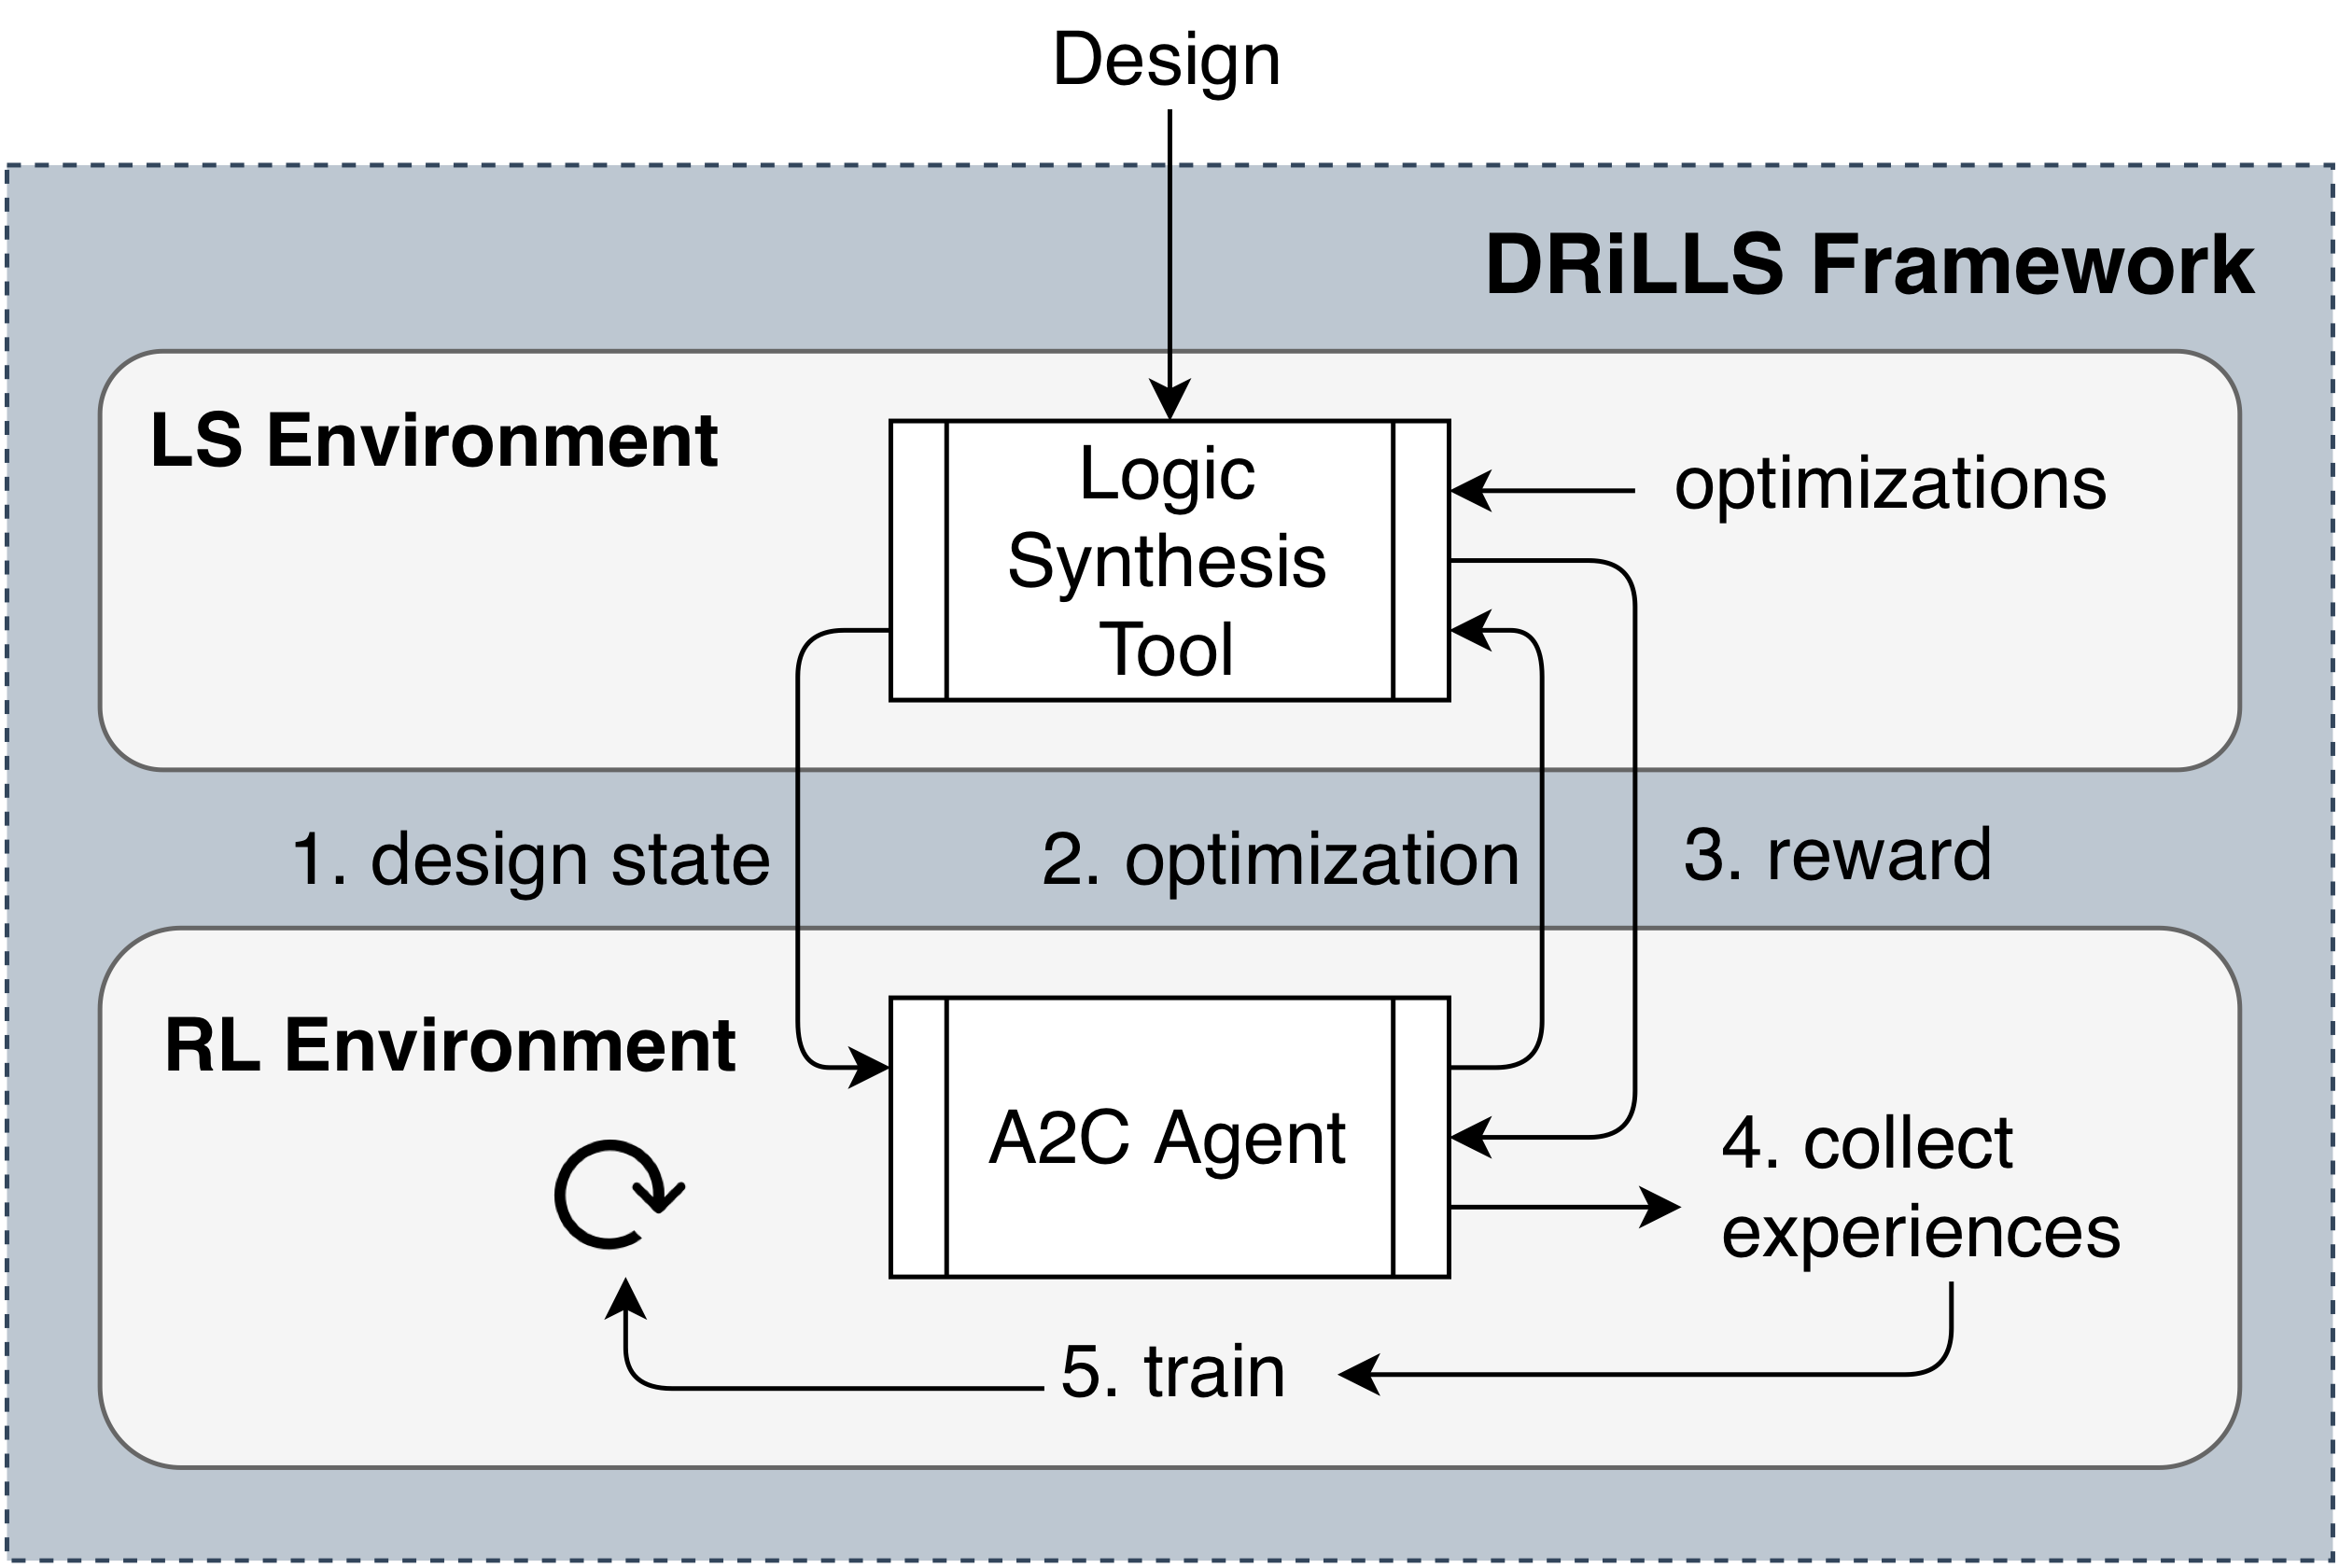 Design
DRiLLS Framework
LS Environment
Logic
Synthesis
Tool
optimizations
1. design state
2. optimization
3. reward
RL Environment
A2C Agent
4. collect
experiences
5. train